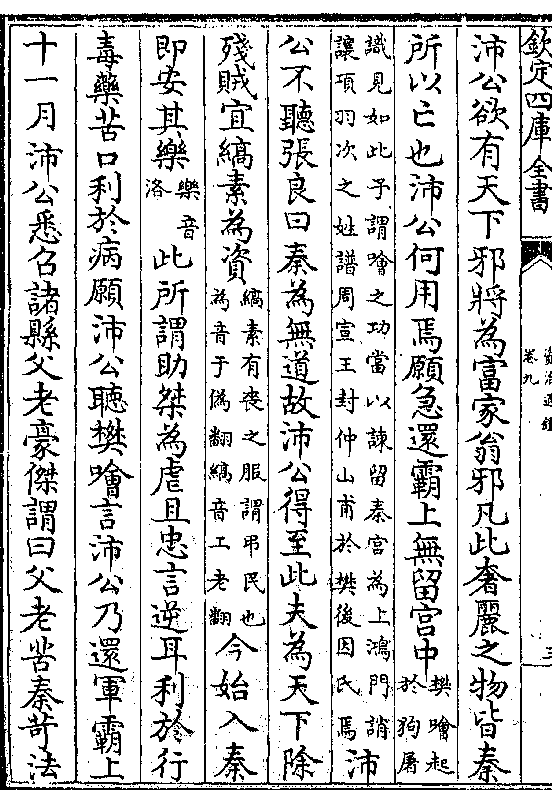 欽定四庫全書
卷九
三
沛公欲有天下邪將為富家翁邪凡此奢麗之物皆秦
所以亡也沛公何用焉願急還霸上無留宫中樊噲起於狗屠
識見如此予謂噲之功當以諫留秦宫為上鴻門誚讓項羽次之姓譜周宣王封仲山甫於樊後因氏焉沛
公不聽張良曰秦為無道故沛公得至此夫為天下除
殘賊宜縞素為資縞素有喪之服謂弔民也為音于偽翻縞音工老翻今始入秦
即安其樂樂音洛此所謂助桀為虐且忠言逆耳利於行
毒藥苦口利於病願沛公聽樊噲言沛公乃還軍霸上
十一月沛公悉召諸縣父老豪傑謂曰父老苦秦苛法